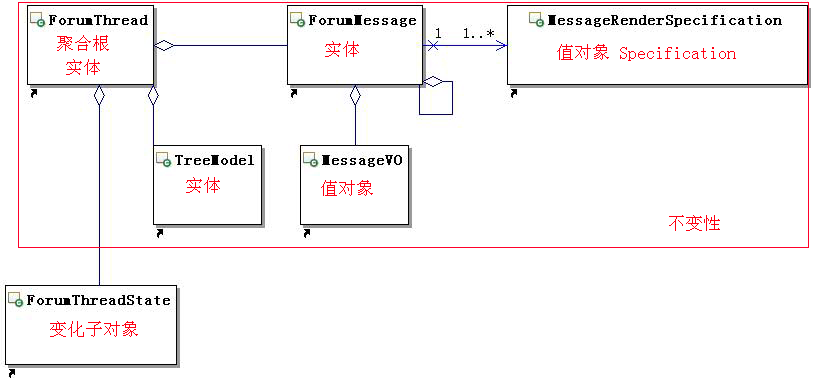 ForumThread
聚合根
实体
ForumMessage
实体
1
1..*
MessageRenderSpecification
值对象 Specification
TreeModel
实体
MessageVO
值对象
不变性
ForumThreadState
变化子对象